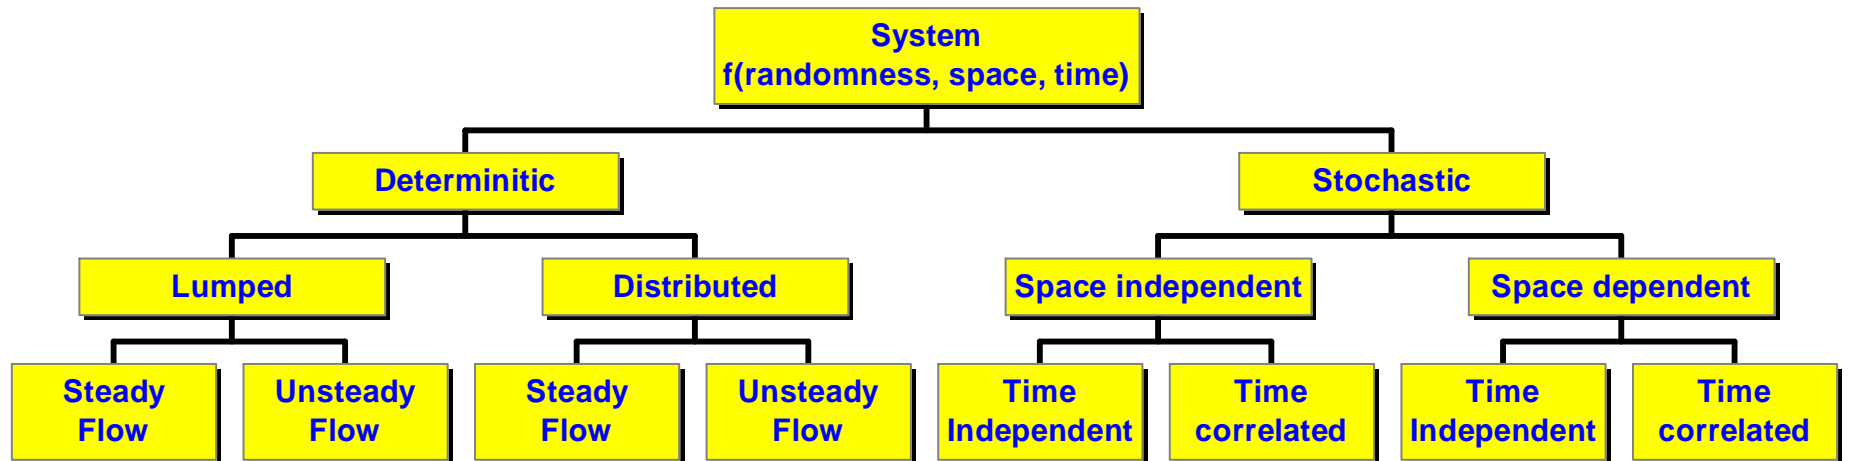 System
f(randomness, space, time)
Determinitic
Stochastic
Lumped
Distributed
Space independent
Space dependent
Steady
Flow
Unsteady
Flow
Steady
Flow
Unsteady
Flow
Time
Independent
Time
correlated
Time
Independent
Time
correlated